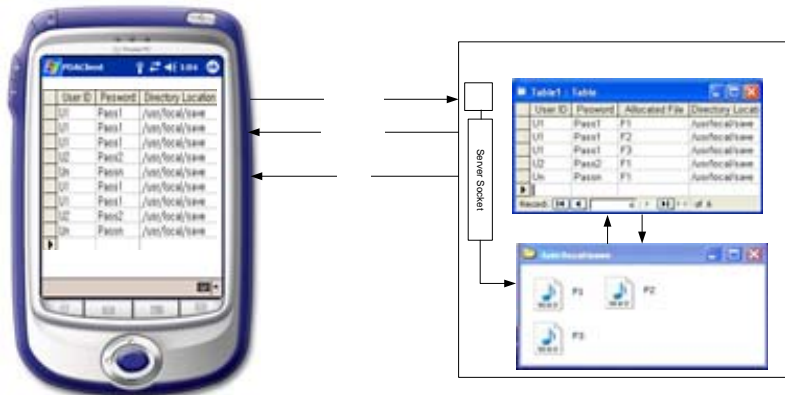 PDAClient 3:04
User ID Pasword Directory Location
U1 Pass1 /usr/local/save
U1 Pass1 /usr/local/save
U1 Pass1 /usr/local/save
U2 Pass2 /usr/local/save
Un Passn /usr/local/save
U1 Pass1 /usr/local/save
U1 Pass1 /usr/local/save
U2 Pass2 /usr/local/save
Un Passn /usr/local/save
Server Socket
Table1 : Table
User ID Pasword Allocated File Directory Locati
U1 Pass1 F1 /usr/local/save
U1 Pass1 F2 /usr/local/save
U1 Pass1 F3 /usr/local/save
U2 Pass2 F1 /usr/local/save
Un Passn F1 /usr/local/save
Record: 6 of 6
F1 F2
F3